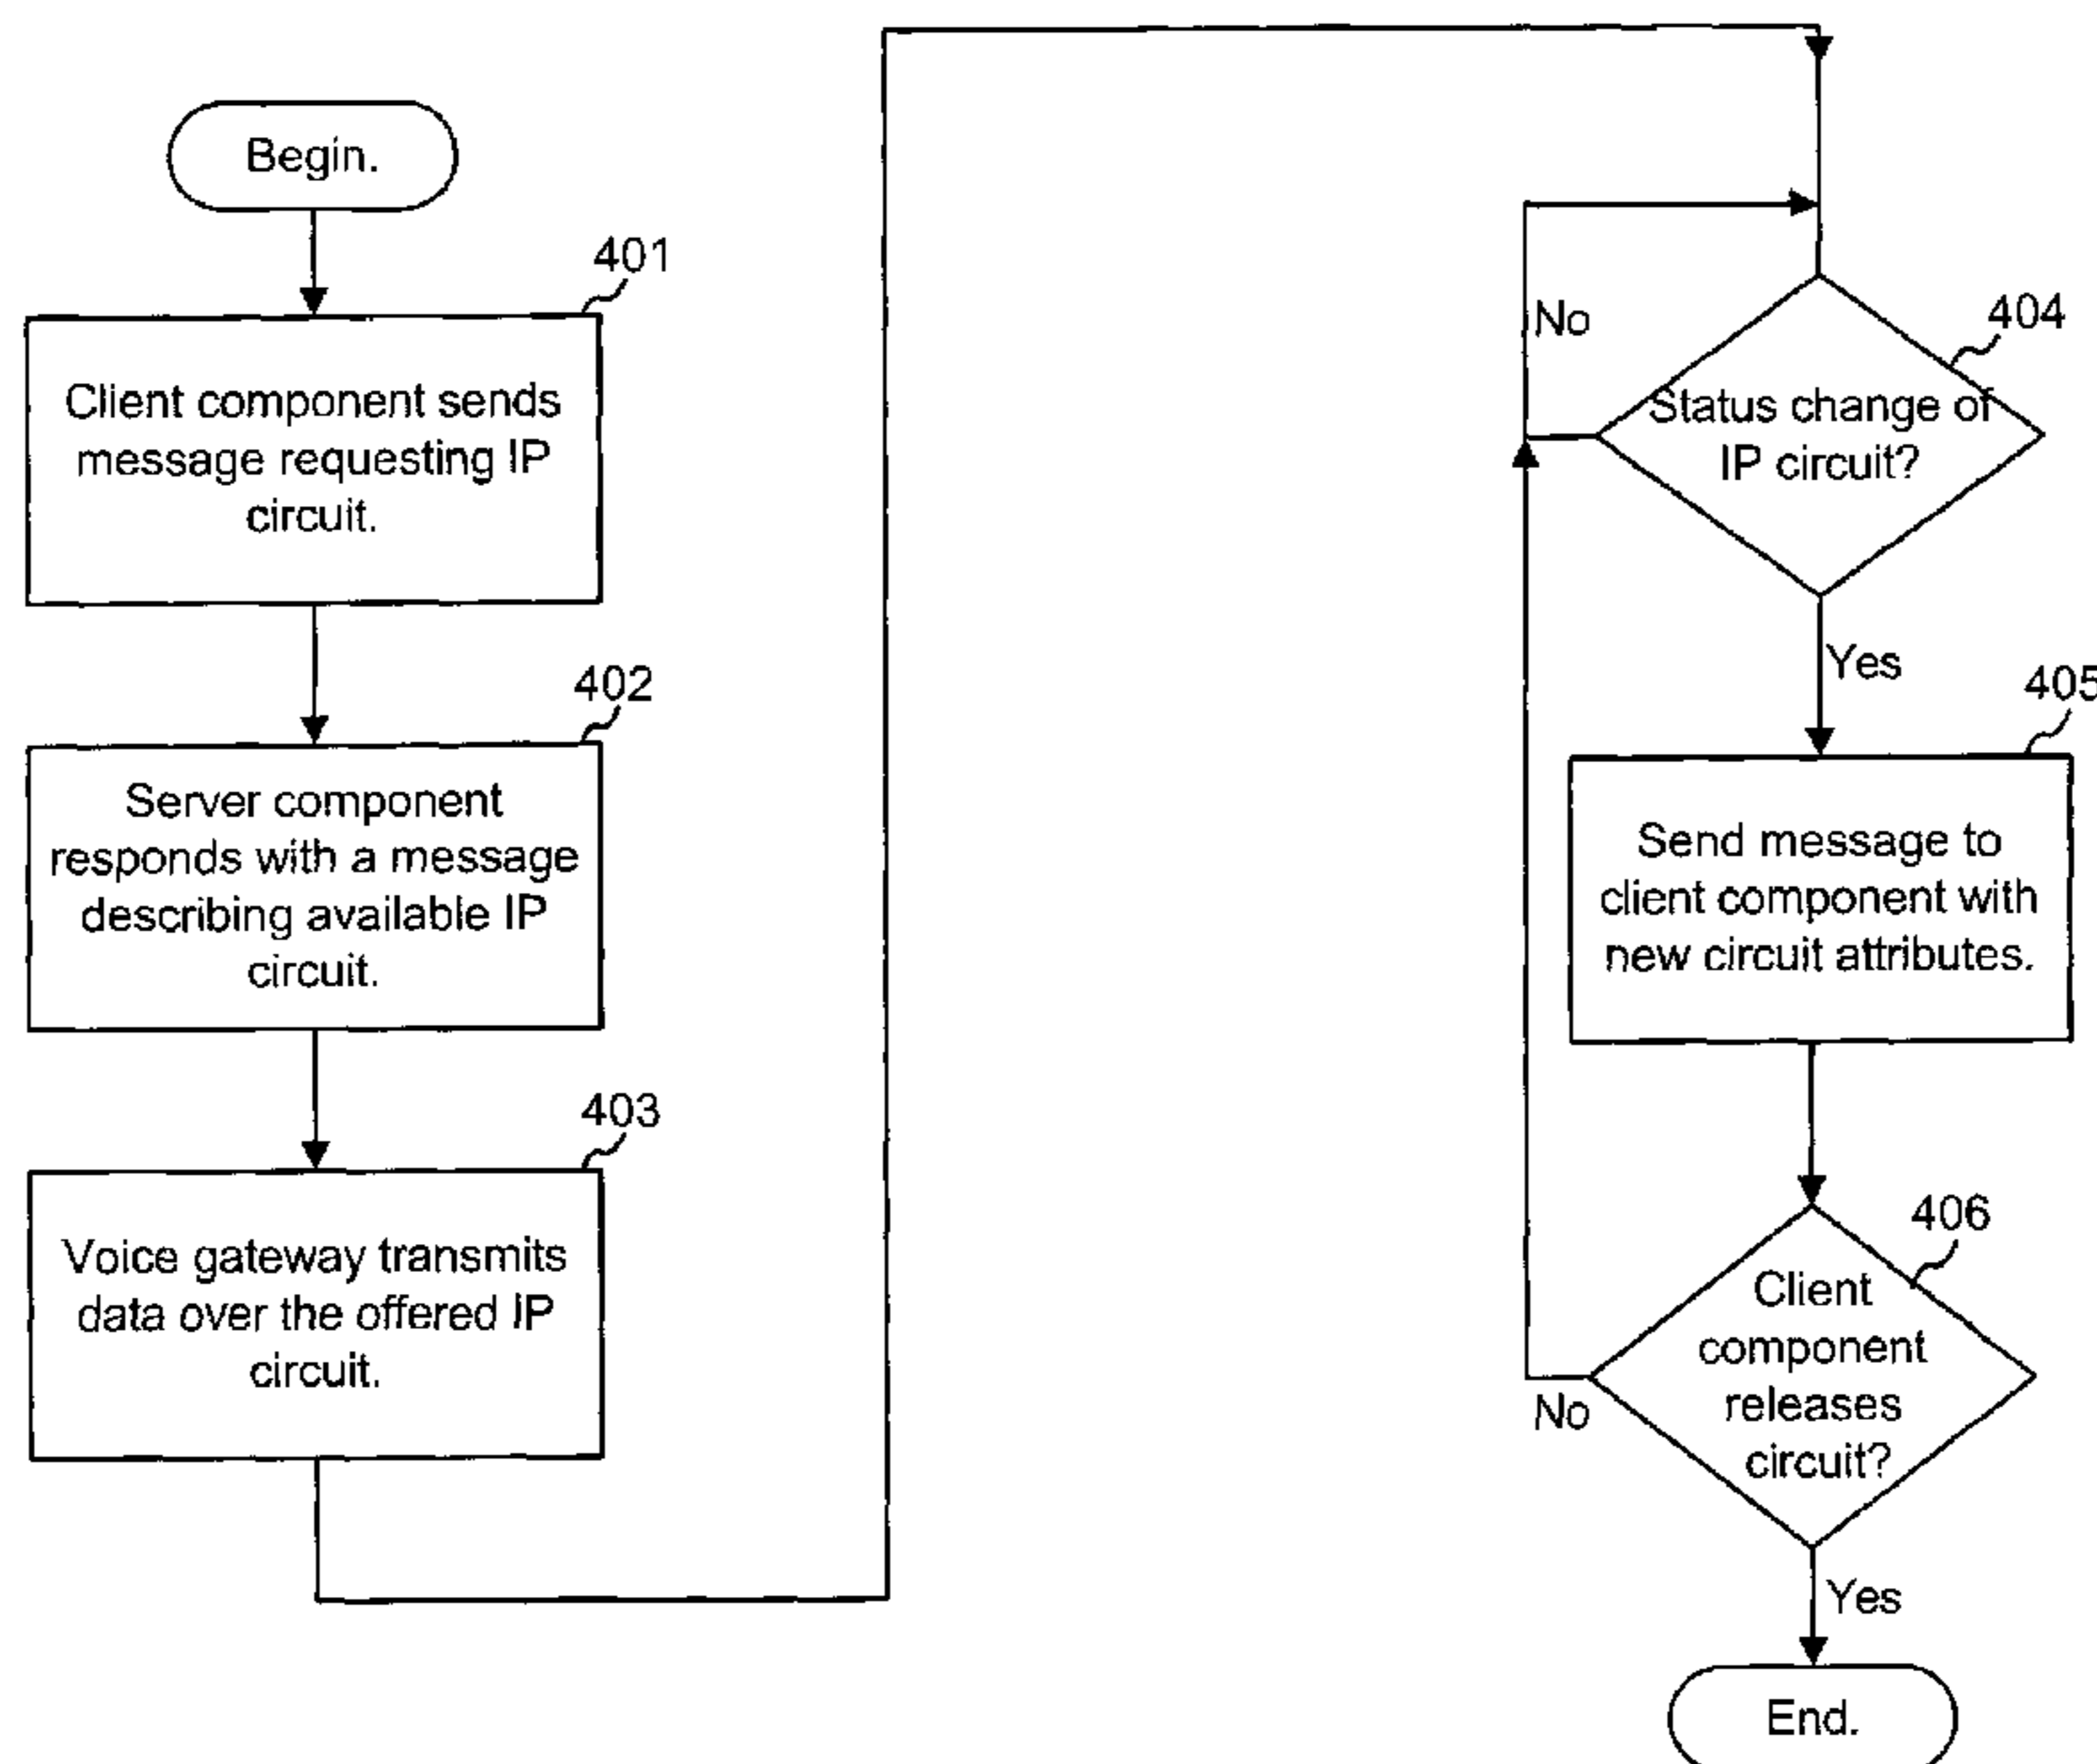 Begin.
401
Client component sends
message requesting IP
circuit.
402
Server component
responds with a message
describing available IP
circuit.
403
Voice gateway transmits
data over the offered IP
circuit.
404
Status change of
IP circuit?
No
Yes
405
Send message to
client component with
new circuit attributes.
406
Client
component
releases
circuit?
No
Yes
End.